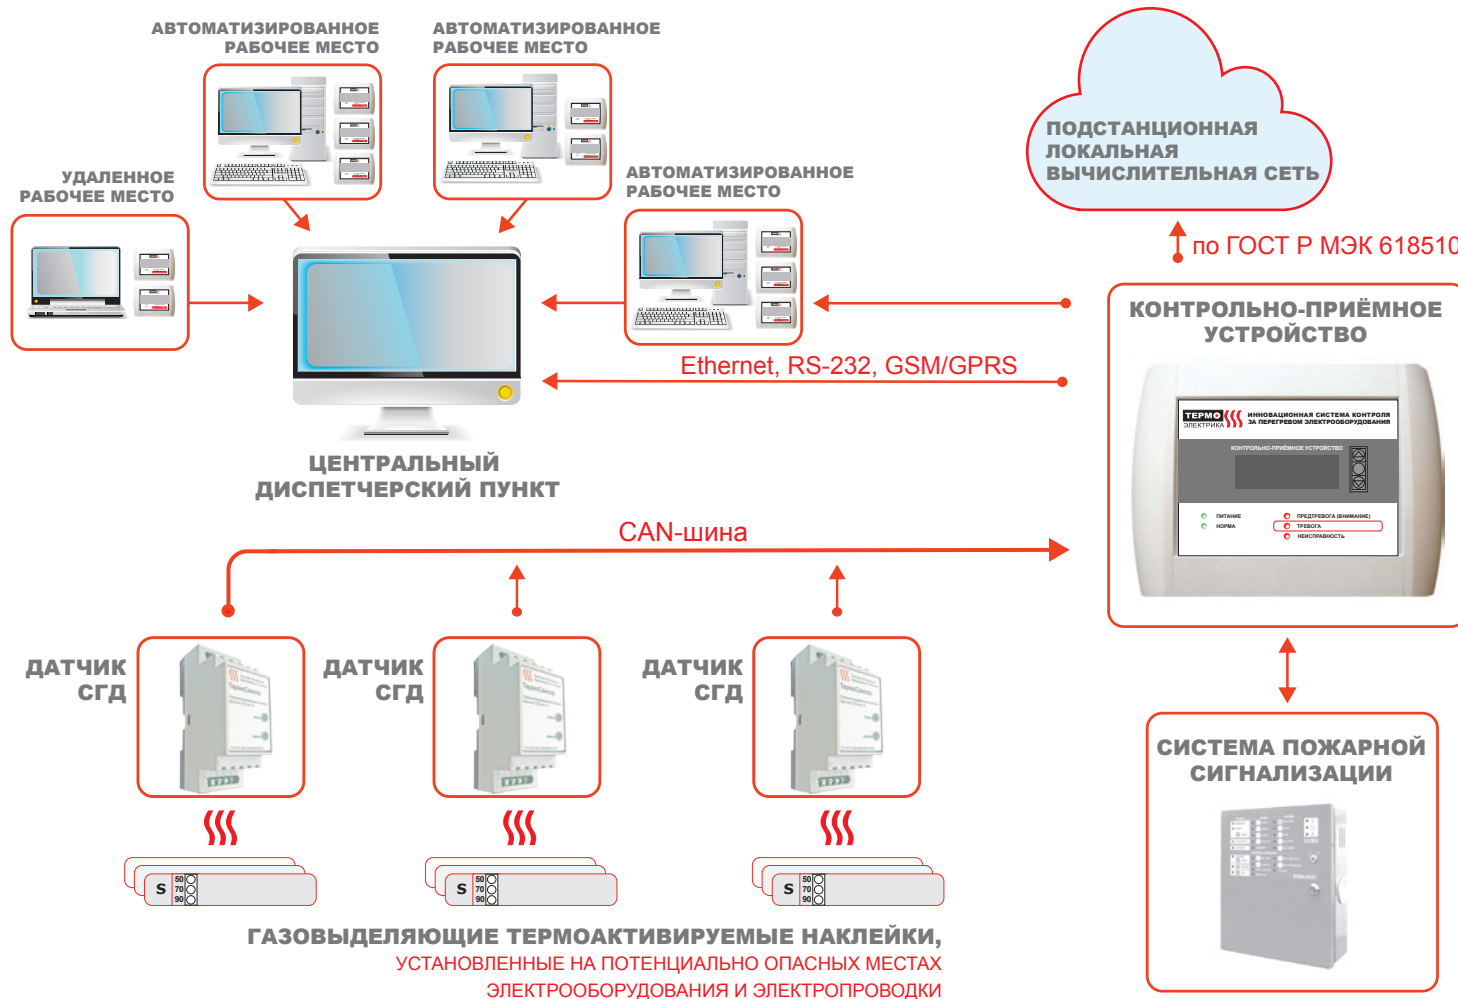 АВТОМАТИЗИРОВАННОЕ
РАБОЧЕЕ МЕСТО
АВТОМАТИЗИРОВАННОЕ
РАБОЧЕЕ МЕСТО
УДАЛЕННОЕ
РАБОЧЕЕ МЕСТО
АВТОМАТИЗИРОВАННОЕ
РАБОЧЕЕ МЕСТО
ПОДСТАНЦИОННАЯ
ЛОКАЛЬНАЯ
ВЫЧИСЛИТЕЛЬНАЯ СЕТЬ
по ГОСТ Р МЭК 618510
КОНТРОЛЬНО-ПРИЁМНОЕ
УСТРОЙСТВО
Ethernet, RS-232, GSM/GPRS
ТЕРМО
ЭЛЕКТРИКА
ИННОВАЦИОННАЯ СИСТЕМА КОНТРОЛЯ
ЗА ПЕРЕГРЕВОМ ЭЛЕКТРООБОРУДОВАНИЯ
КОНТРОЛЬНО-ПРИЁМНОЕ УСТРОЙСТВО
ПИТАНИЕ
НОРМА
ПРЕДТРЕВОГА (ВНИМАНИЕ)
ТРЕВОГА
НЕИСПРАВНОСТЬ
ЦЕНТРАЛЬНЫЙ
ДИСПЕТЧЕРСКИЙ ПУНКТ
CAN-шина
ДАТЧИК
СГД
ТермоСенсор
ДАТЧИК
СГД
ТермоСенсор
ДАТЧИК
СГД
ТермоСенсор
СИСТЕМА ПОЖАРНОЙ
СИГНАЛИЗАЦИИ
S 50
70
90
S 50
70
90
S 50
70
90
ГАЗОВЫДЕЛЯЮЩИЕ ТЕРМОАКТИВИРУЕМЫЕ НАКЛЕЙКИ,
УСТАНОВЛЕННЫЕ НА ПОТЕНЦИАЛЬНО ОПАСНЫХ МЕСТАХ
ЭЛЕКТРООБОРУДОВАНИЯ И ЭЛЕКТРОПРОВОДКИ